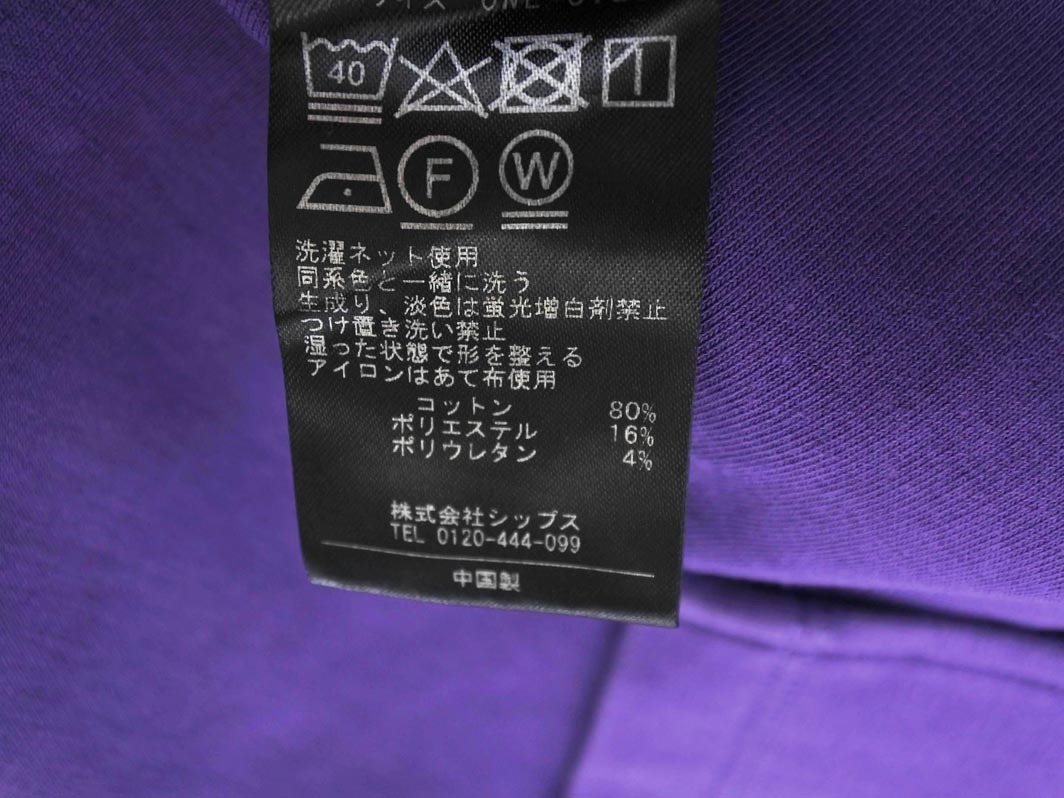 サイズ ONE
40
F W
洗濯ネット使用
同系色と一緒に洗う
生成り、淡色は蛍光増白剤禁止
つけ置き洗い禁止
湿った状態で形を整える
アイロンはあて布使用
コットン 80%
ポリエステル 16%
ポリウレタン 4%
株式会社シップス
TEL 0120-444-099
中国製